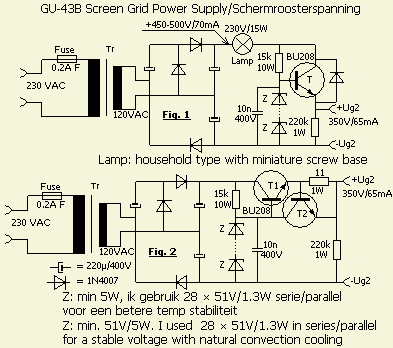 GU-43B Screen Grid Power Supply/Schermroosterspanning
+450-500V/70mA
230V/15W
Fuse
Tr
0.2A F
Lamp
15k
10W
BU208
T
230 VAC
Z
10n
400V
Z
+Ug2
350V/65mA
120VAC
Fig. 1
220k
1W
-Ug2
Lamp: household type with miniature screw base
Fuse
Tr
0.2A F
15k
10W
T1
11
1W
+Ug2
350V/65mA
BU208
T2
230 VAC
Z
Z
10n
400V
220k
1W
120VAC
Fig. 2
= 220µ/400V
= 1N4007
-Ug2
Z: min 5W, ik gebruik 28 × 51V/1.3W serie/parallel
voor een betere temp stabiliteit
Z: min. 51V/5W. I used 28 × 51V/1.3W in series/parallel
for a stable voltage with natural convection cooling